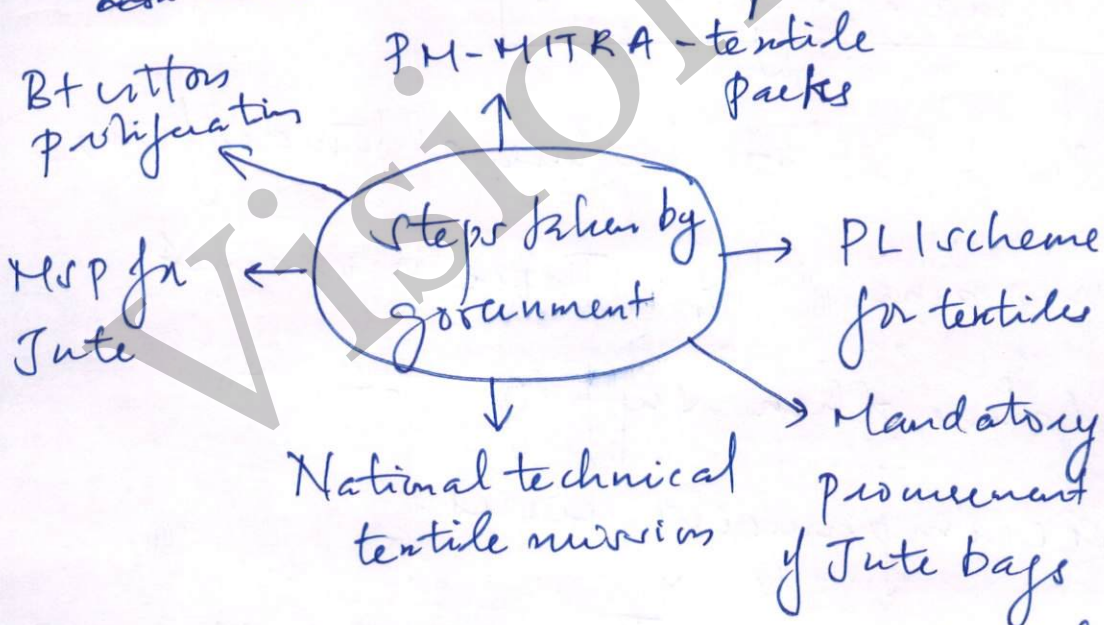 PM-MITRA - textile
parks
Bt cotton
proliferation
Steps taken by
government
MSP for
Jute
PLI scheme
for textiles
Mandatory
procurement
of Jute bags
National technical
textile mission
Vision